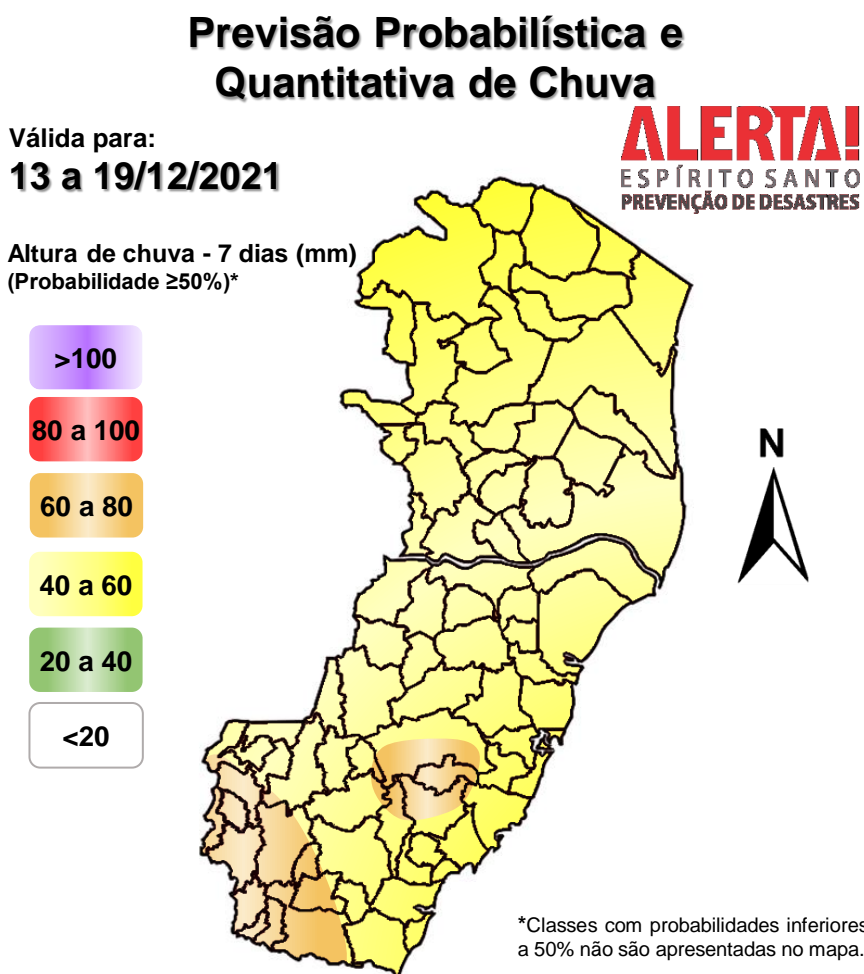 Previsão Probabilística e
Quantitativa de Chuva
Válida para:
13 a 19/12/2021
ALERTA!
ESPÍRITO SANTO
PREVENÇÃO DE DESASTRES
Altura de chuva - 7 dias (mm)
(Probabilidade ≥50%)*
>100
80 a 100
60 a 80
40 a 60
20 a 40
<20
N
*Classes com probabilidades inferiores
a 50% não são apresentadas no mapa.